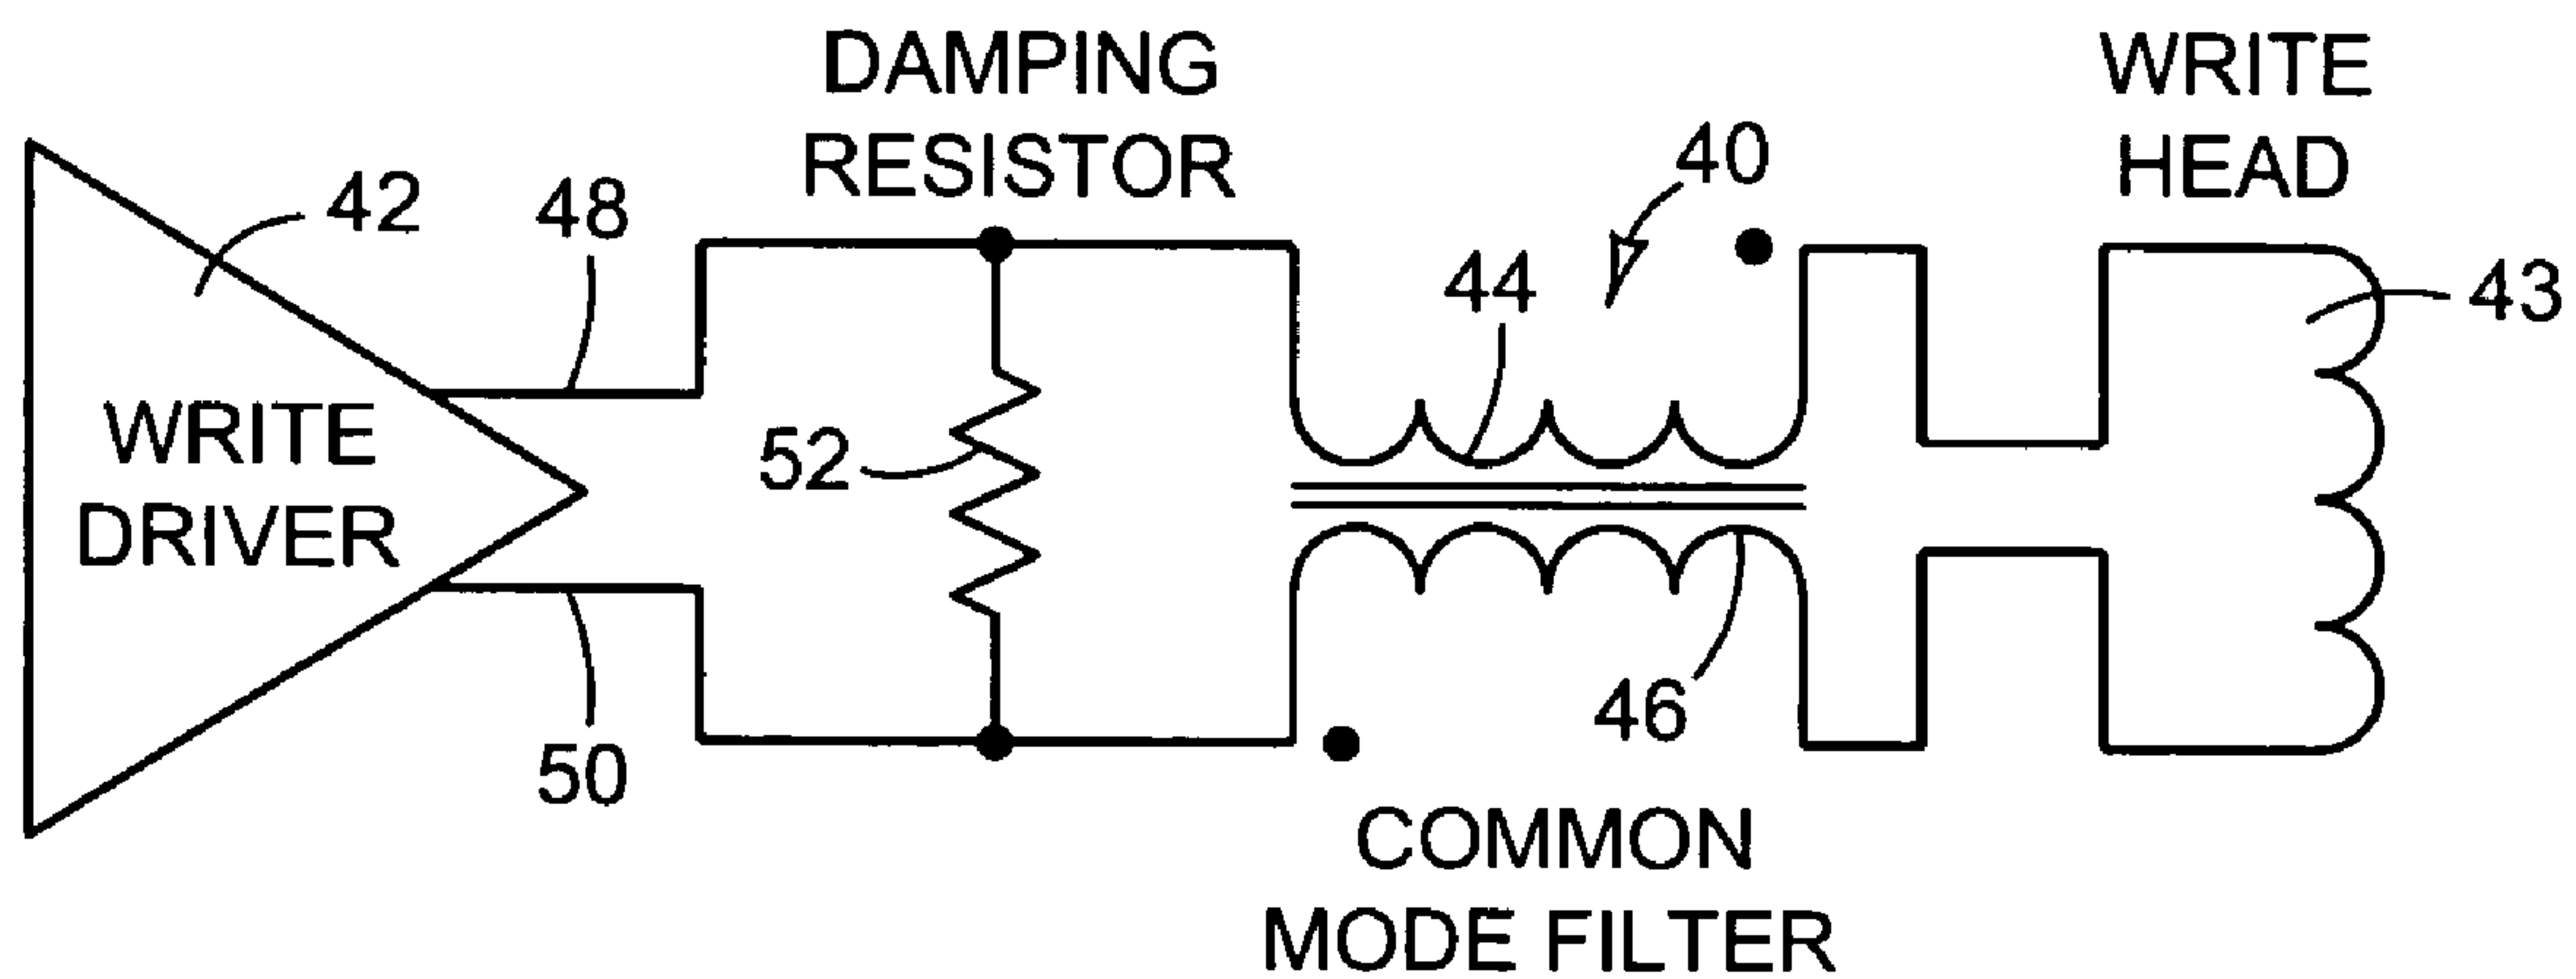 DAMPING
RESISTOR
WRITE
HEAD
40
42
48
44
43
WRITE
DRIVER
52
50
46
COMMON
MODE FILTER